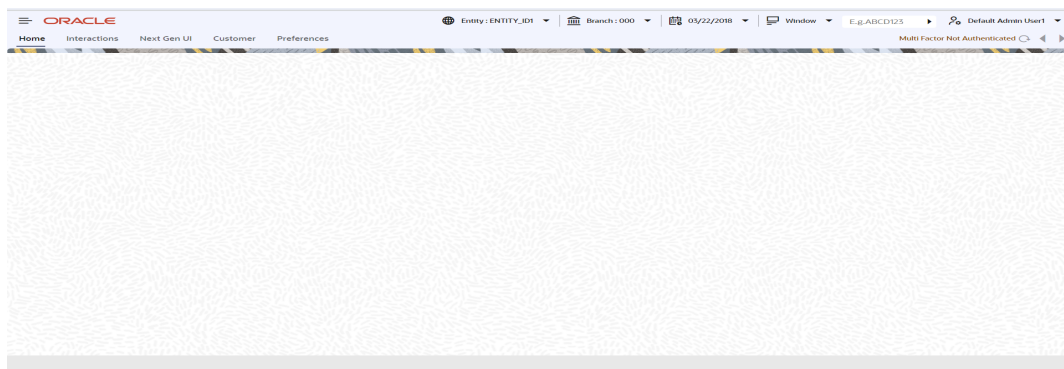 ORACLE Entity : ENTITY_ID1 Branch : 000 03/22/2018 Window E.g.ABCD123 Default Admin User1
Home Interactions Next Gen UI Customer Preferences Multi Factor Not Authenticated